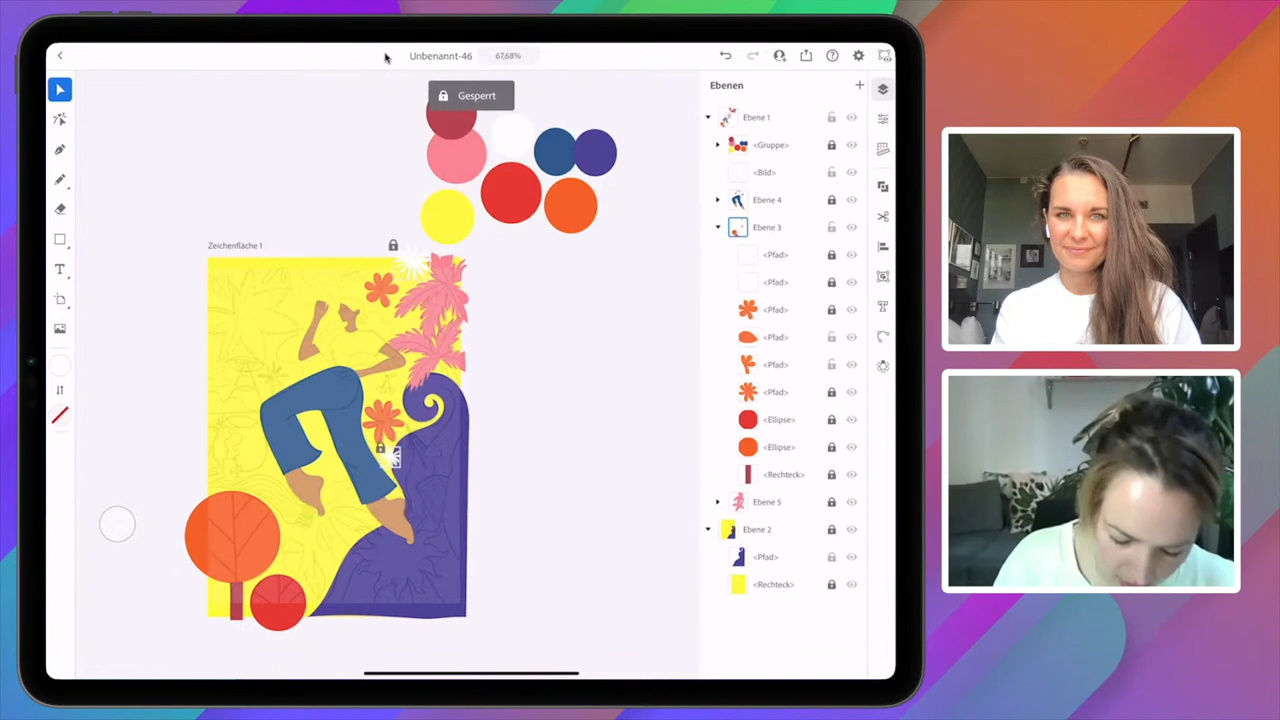 Unbenannt-46
67,68%
Gesperrt
Ebenen
Ebene 1
<Gruppe>
<Bild>
Ebene 4
Ebene 3
<Pfad>
<Pfad>
<Pfad>
<Pfad>
<Pfad>
<Pfad>
<Ellipse>
<Ellipse>
<Rechteck>
Ebene 5
Ebene 2
<Pfad>
<Rechteck>
Zeichenfläche 1